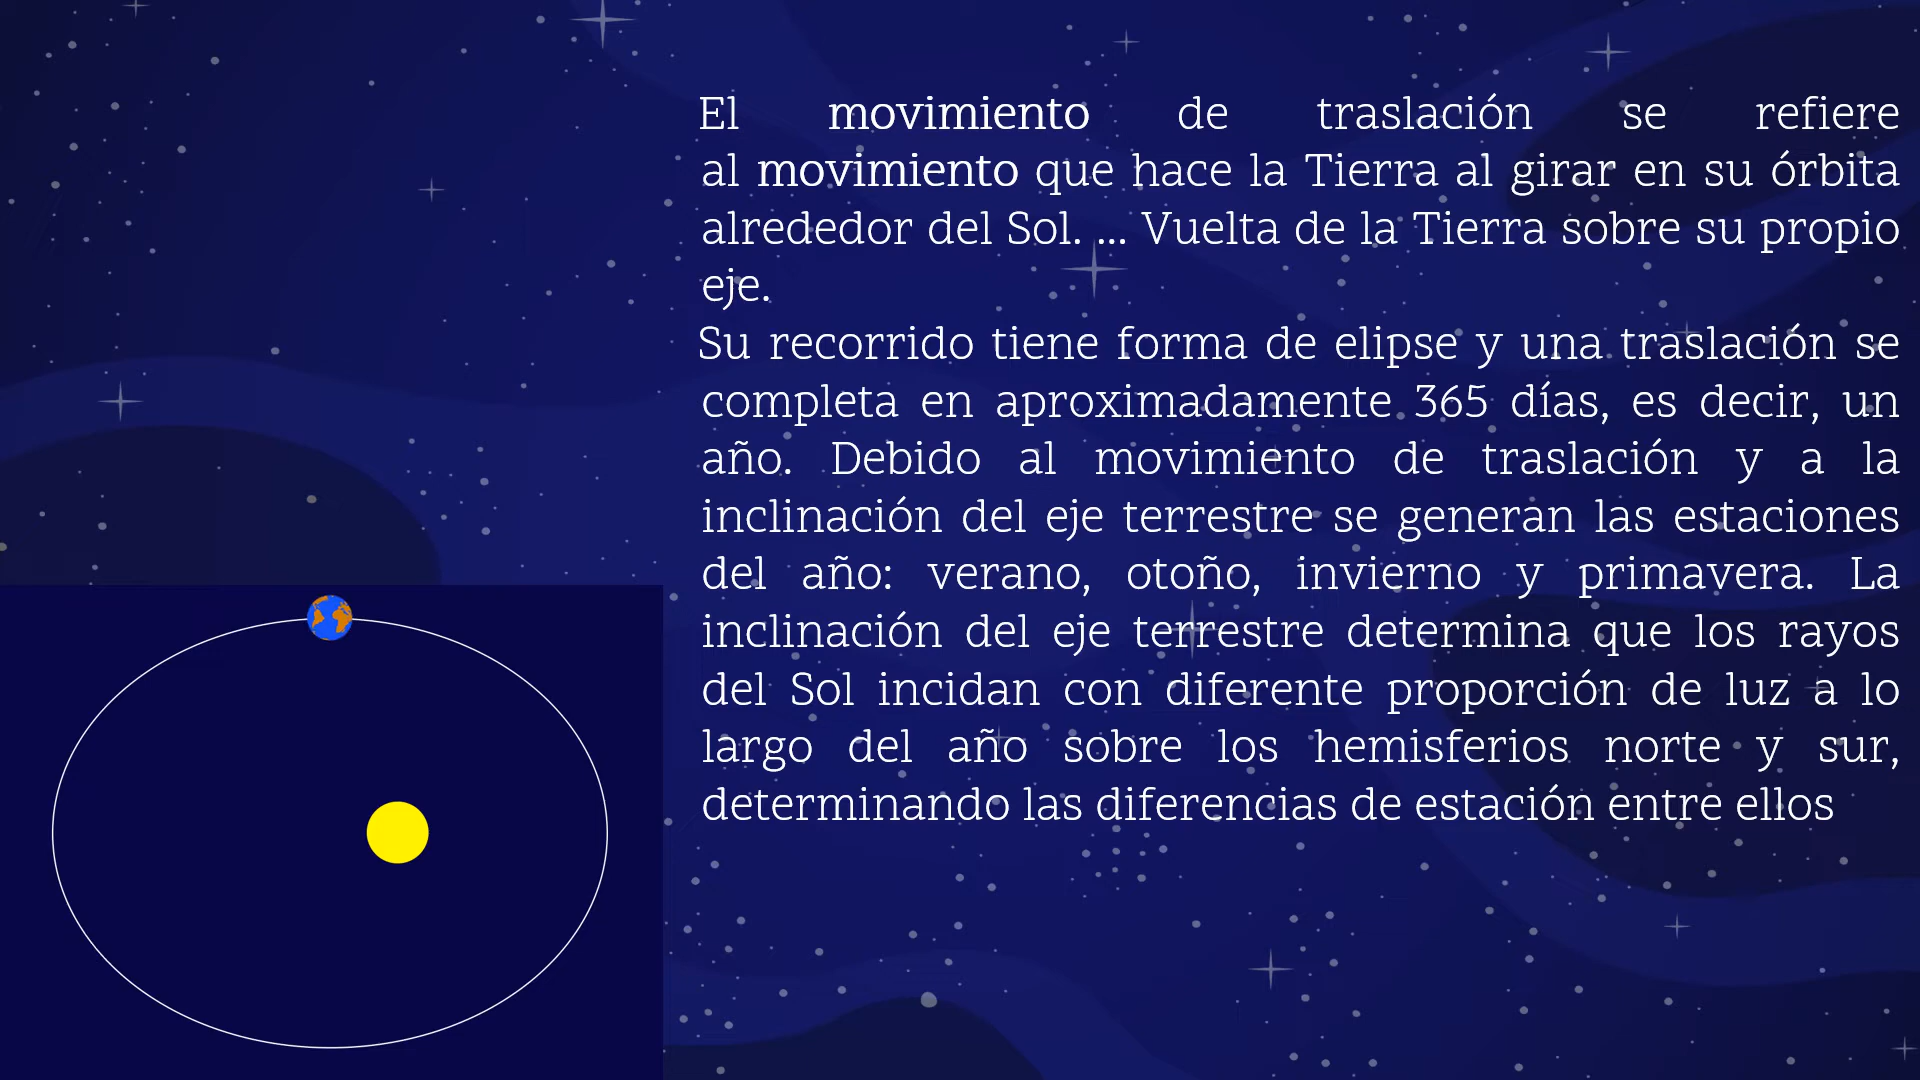 El movimiento de traslación se refiere
al movimiento que hace la Tierra al girar en su órbita
alrededor del Sol. ... Vuelta de la Tierra sobre su propio
eje.
Su recorrido tiene forma de elipse y una traslación se
completa en aproximadamente 365 días, es decir, un
año. Debido al movimiento de traslación y a la
inclinación del eje terrestre se generan las estaciones
del año: verano, otoño, invierno y primavera. La
inclinación del eje terrestre determina que los rayos
del Sol incidan con diferente proporción de luz a lo
largo del año sobre los hemisferios norte y sur,
determinando las diferencias de estación entre ellos